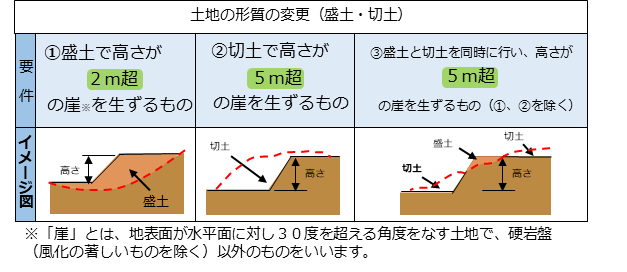 土地の形質の変更（盛土・切土）
要件
①盛土で高さが
２ｍ超
の崖※を生ずるもの
②切土で高さが
５ｍ超
の崖を生ずるもの
③盛土と切土を同時に行い、高さが
５ｍ超
の崖を生ずるもの（①、②を除く）
イメージ図
高さ
盛土
切土
高さ
盛土
切土
切土
高さ
※「崖」とは、地表面が水平面に対し３０度を超える角度をなす土地で、硬岩盤
（風化の著しいものを除く）以外のものをいいます。